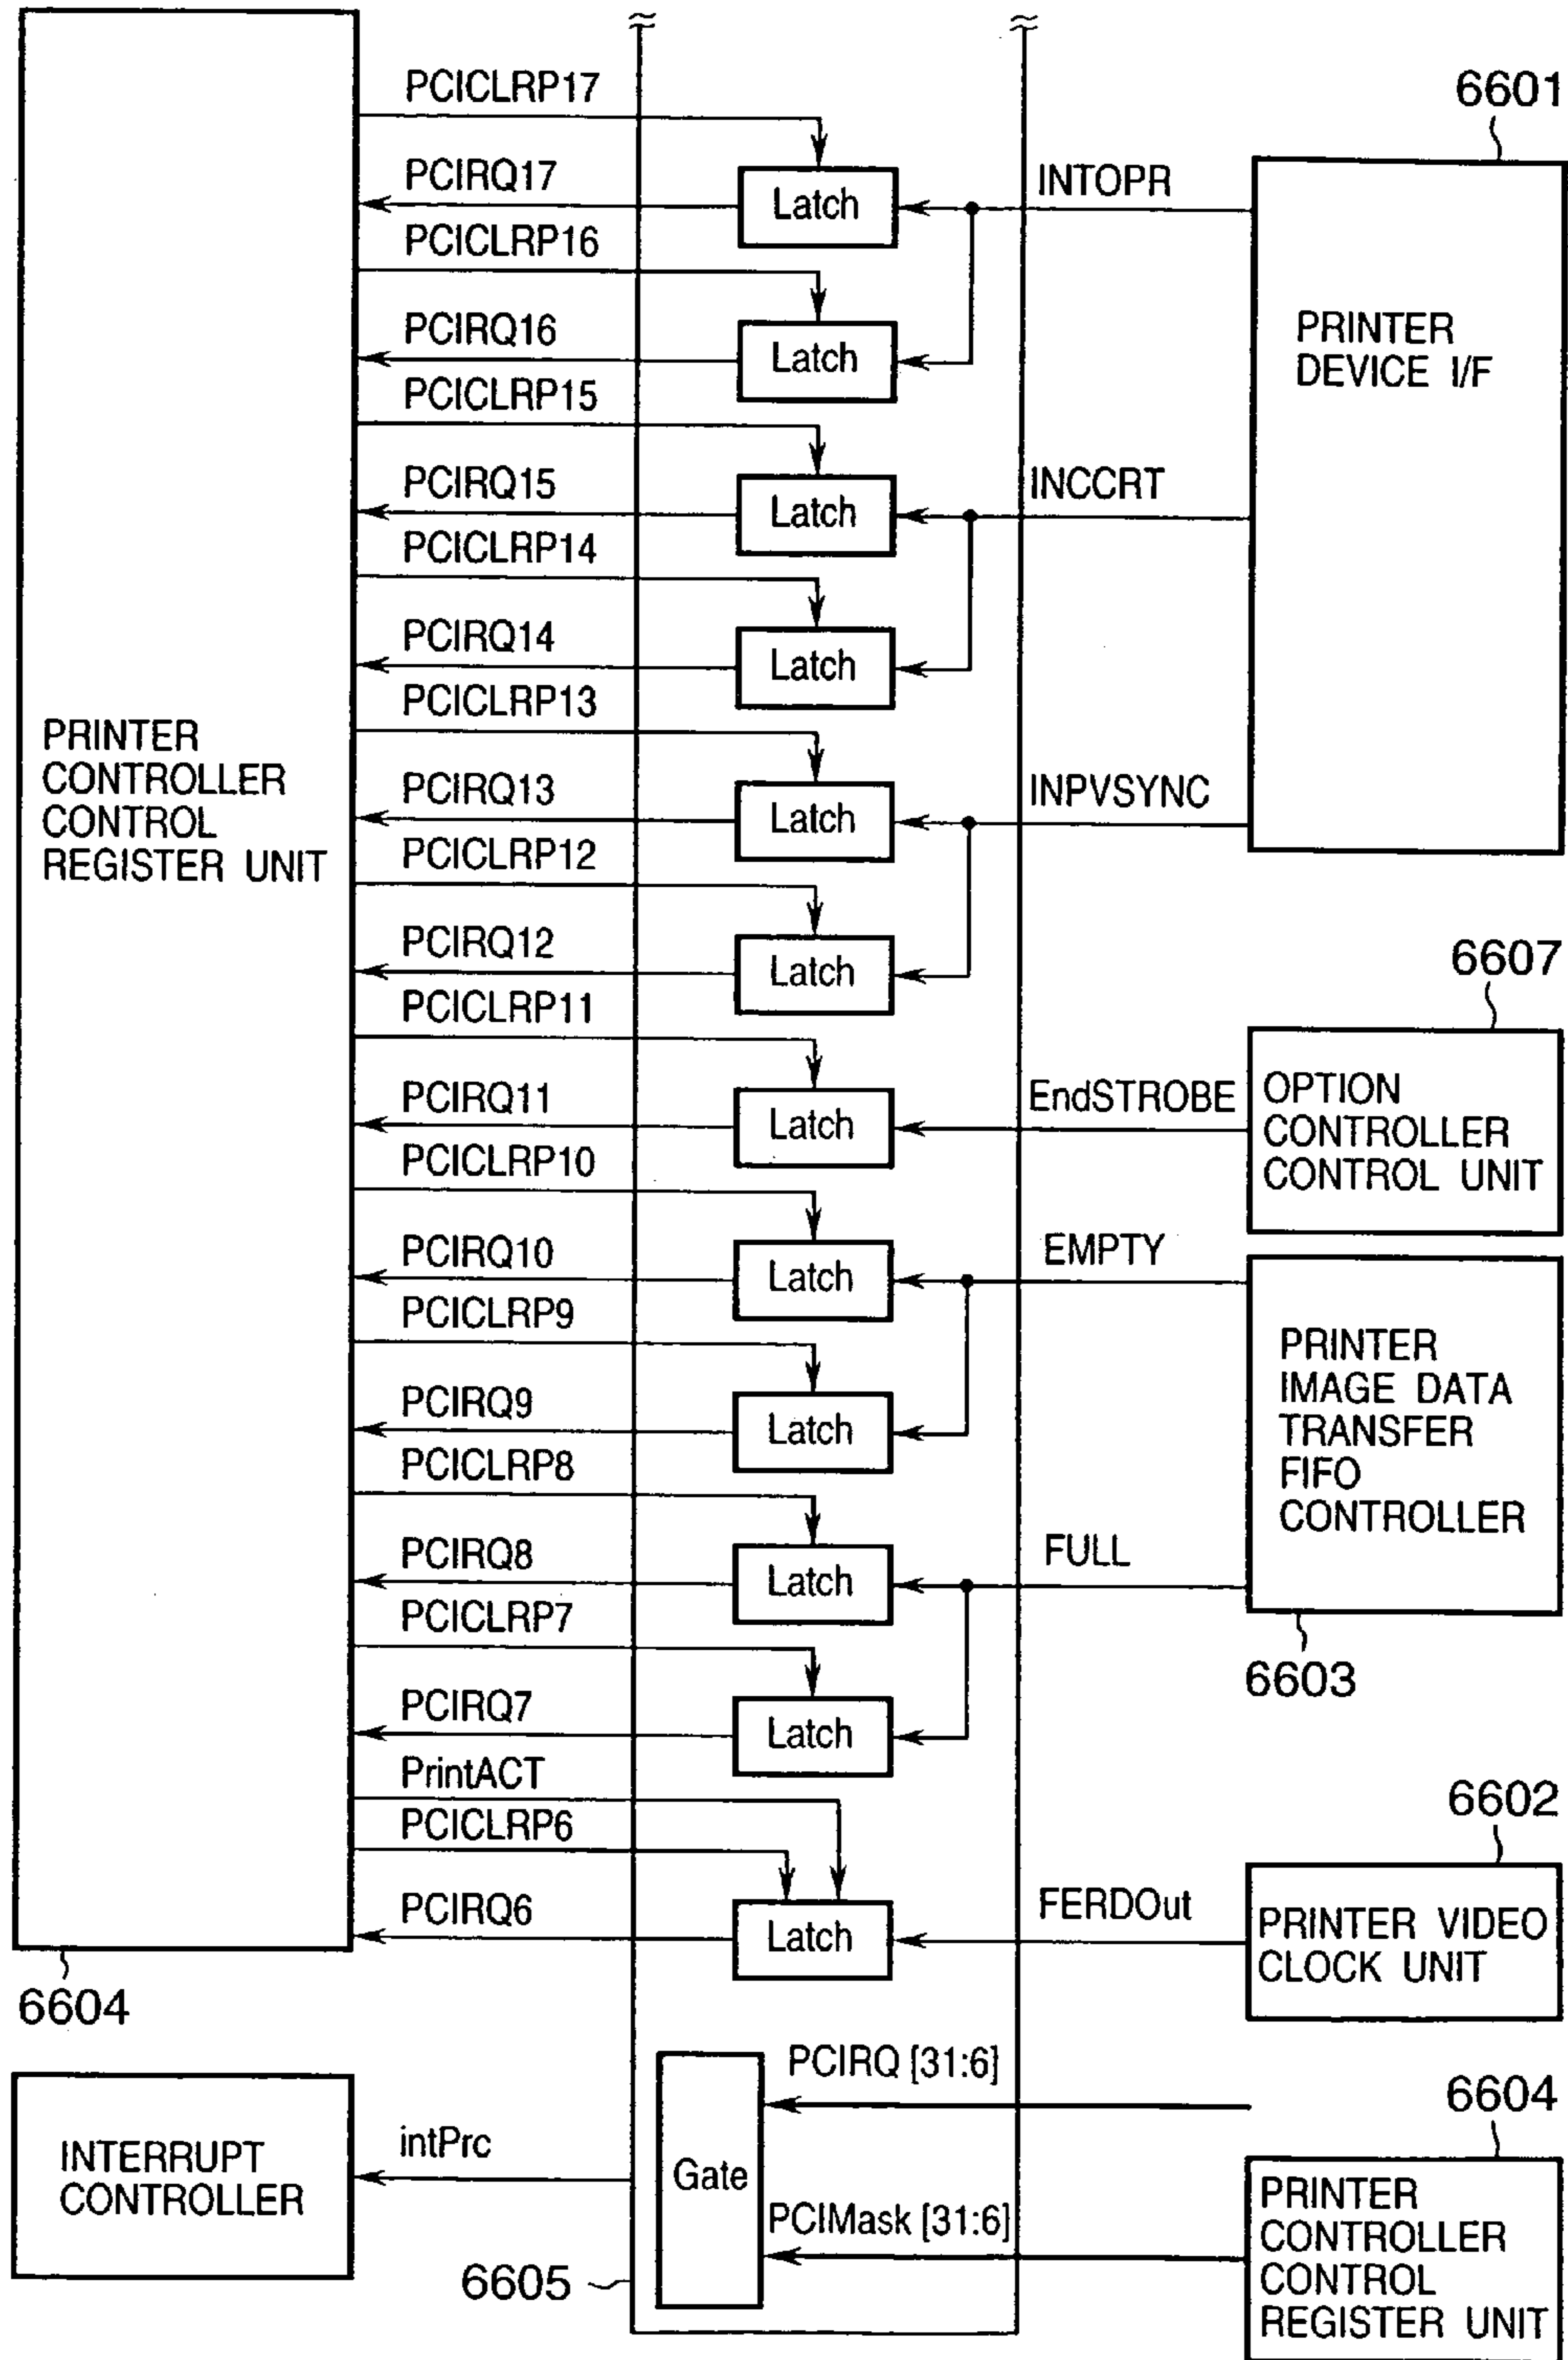 PCICLRP17
6601
PCIRQ17
Latch
INTOPR
PCICLRP16
PCIRQ16
Latch
PRINTER
DEVICE I/F
PCICLRP15
PCIRQ15
Latch
INCCRT
PCICLRP14
PCIRQ14
Latch
PCICLRP13
PRINTER
CONTROLLER
CONTROL
REGISTER UNIT
PCIRQ13
Latch
INPVSYNC
PCICLRP12
PCIRQ12
Latch
6607
PCICLRP11
PCIRQ11
Latch
EndSTROBE
OPTION
CONTROLLER
CONTROL UNIT
PCICLRP10
PCIRQ10
Latch
EMPTY
PCICLRP9
PRINTER
IMAGE DATA
TRANSFER
FIFO
CONTROLLER
PCIRQ9
Latch
PCICLRP8
PCIRQ8
Latch
FULL
PCICLRP7
6603
PCIRQ7
Latch
PrintACT
PCICLRP6
6602
PCIRQ6
Latch
FERDOut
PRINTER VIDEO
CLOCK UNIT
6604
PCIRQ [31:6]
6604
INTERRUPT
CONTROLLER
intPrc
Gate
PCIMask [31:6]
PRINTER
CONTROLLER
CONTROL
REGISTER UNIT
6605